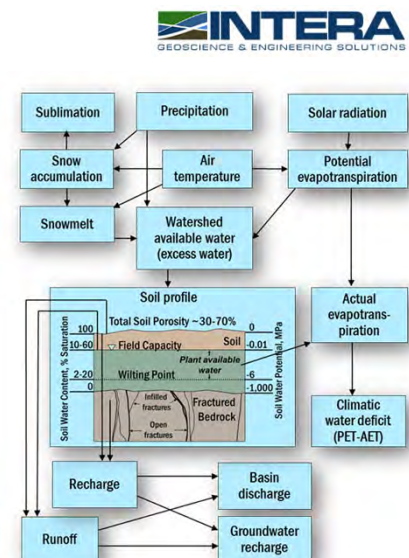 INTERA
GEOSCIENCE & ENGINEERING SOLUTIONS
Sublimation
Precipitation
Solar radiation
Snow
accumulation
Air
temperature
Potential
evapotranspiration
Snowmelt
Watershed
available water
(excess water)
Soil profile
Actual
evapotrans-
piration
Total Soil Porosity ~30-70%
Soil Water Content, % Saturation
100
10-60
2-20
0
Field Capacity
Soil
Plant available
water
Wilting Point
Infilled
fractures
Open
fractures
Fractured
Bedrock
0
-0.01
-6
-1,000
Soil Water Potential, MPa
Climatic
water deficit
(PET-AET)
Recharge
Basin
discharge
Runoff
Groundwater
recharge